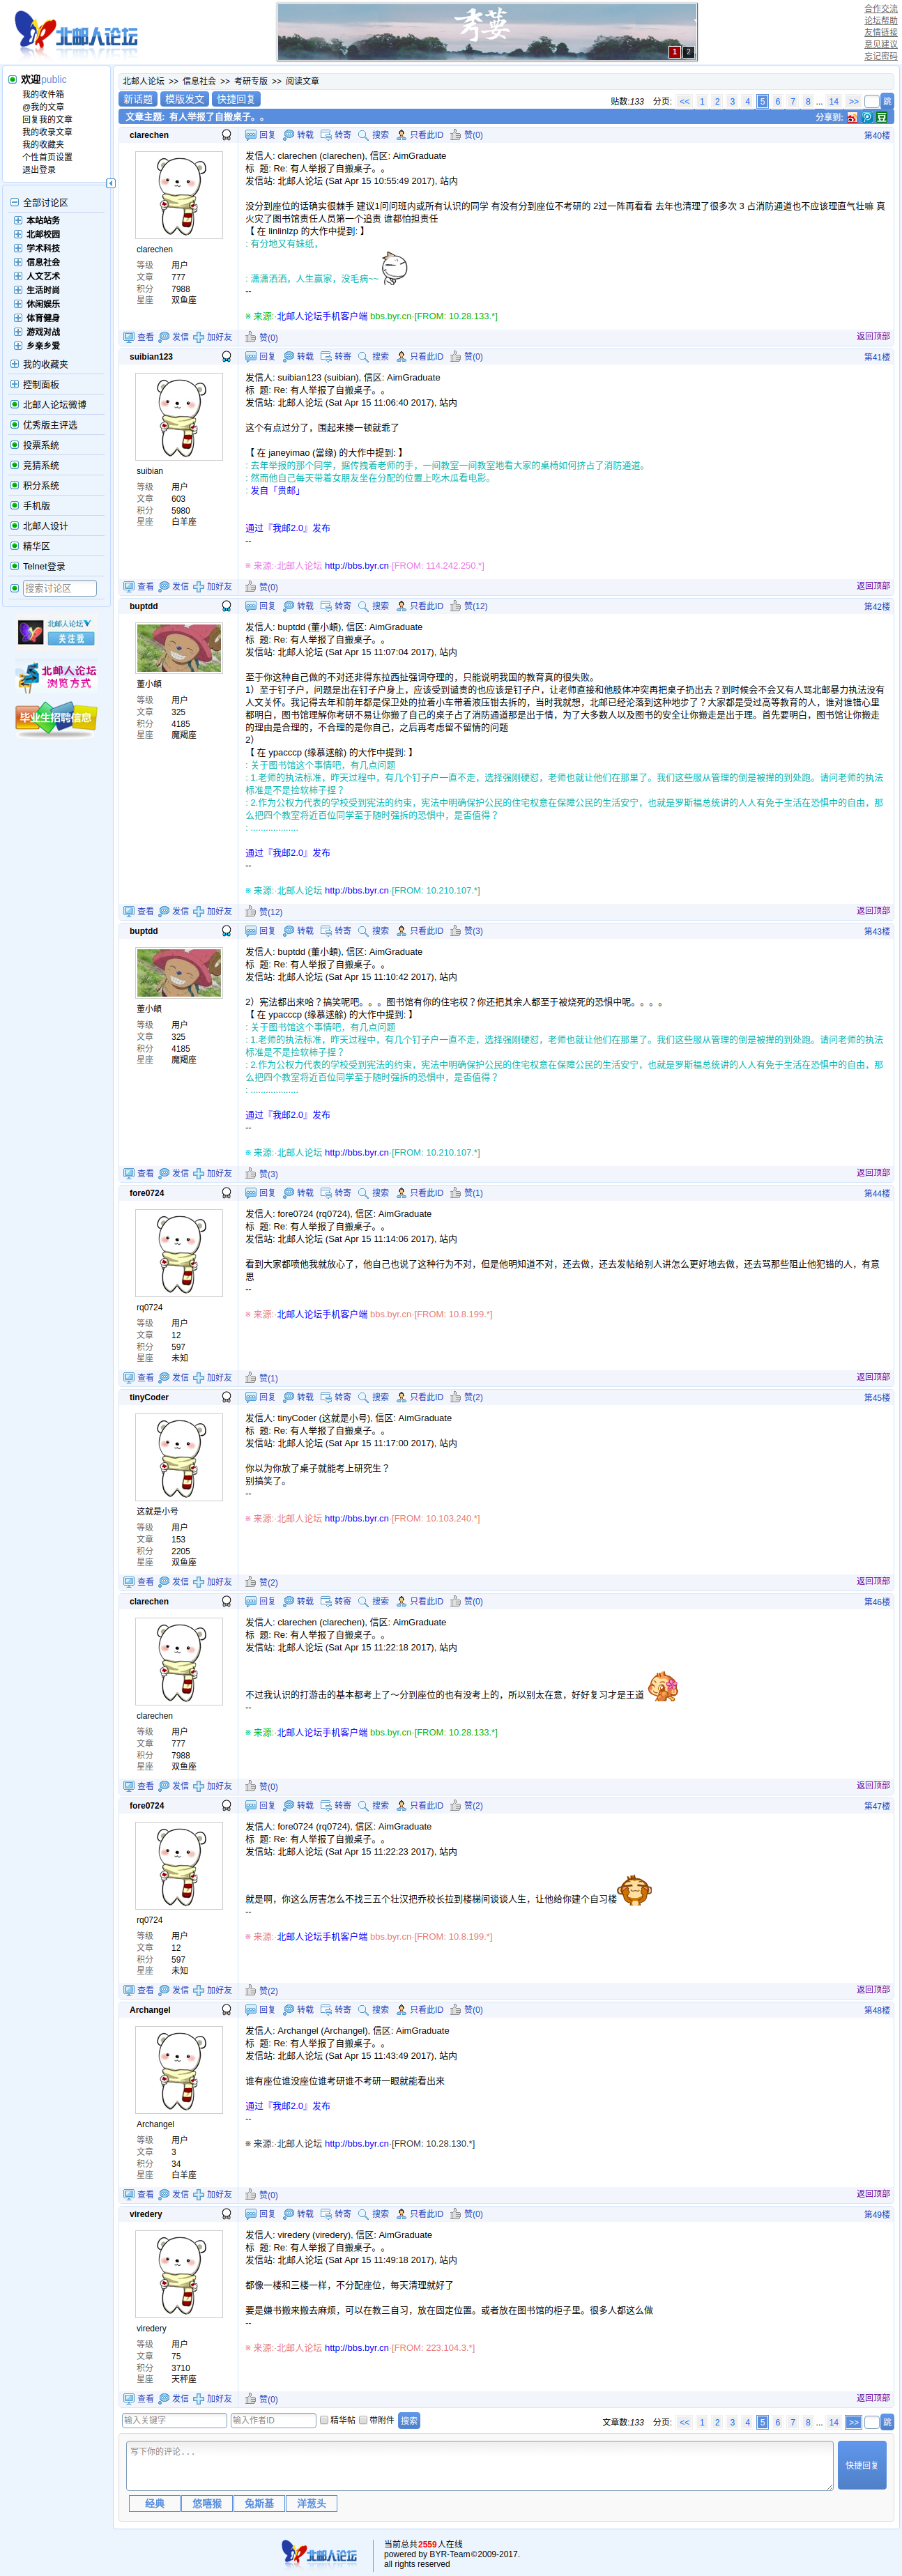 北邮人论坛
孝葽
1 2
合作交流
论坛帮助
友情链接
意见建议
忘记密码
欢迎public
我的收件箱
@我的文章
回复我的文章
我的收录文章
我的收藏夹
个性首页设置
退出登录
全部讨论区
本站站务
北邮校园
学术科技
信息社会
人文艺术
生活时尚
休闲娱乐
体育健身
游戏对战
乡亲乡爱
我的收藏夹
控制面板
北邮人论坛微博
优秀版主评选
投票系统
竞猜系统
积分系统
手机版
北邮人设计
精华区
Telnet登录
搜索讨论区
北邮人论坛
关注我
北邮人论坛
浏览方式
毕业生招聘信息
北邮人论坛 >> 信息社会 >> 考研专版 >> 阅读文章
新话题 模版发文 快捷回复
贴数:133 分页: << 1 2 3 4 5 6 7 8 ... 14 >> 跳
文章主题: 有人举报了自搬桌子。。 分享到:
clarechen 回复 转载 转寄 搜索 只看此ID 赞(0) 第40楼
clarechen
等级 用户
文章 777
积分 7988
星座 双鱼座
发信人: clarechen (clarechen), 信区: AimGraduate
标 题: Re: 有人举报了自搬桌子。。
发信站: 北邮人论坛 (Sat Apr 15 10:55:49 2017), 站内
没分到座位的话确实很棘手 建议1问问班内或所有认识的同学 有没有分到座位不考研的 2过一阵再看看 去年也清理了很多次 3 占消防通道也不应该理直气壮嘛 真
火灾了图书馆责任人员第一个追责 谁都怕担责任
【 在 linlinlzp 的大作中提到: 】
: 有分地又有妹纸，
: 潇潇洒洒，人生赢家，没毛病~~
--
※ 来源:·北邮人论坛手机客户端 bbs.byr.cn·[FROM: 10.28.133.*]
查看 发信 加好友 赞(0) 返回顶部
suibian123 回复 转载 转寄 搜索 只看此ID 赞(0) 第41楼
suibian
等级 用户
文章 603
积分 5980
星座 白羊座
发信人: suibian123 (suibian), 信区: AimGraduate
标 题: Re: 有人举报了自搬桌子。。
发信站: 北邮人论坛 (Sat Apr 15 11:06:40 2017), 站内
这个有点过分了，围起来揍一顿就乖了
【 在 janeyimao (當缘) 的大作中提到: 】
: 去年举报的那个同学，据传拽着老师的手，一间教室一间教室地看大家的桌椅如何挤占了消防通道。
: 然而他自己每天带着女朋友坐在分配的位置上吃木瓜看电影。
: 发自「贵邮」
通过『我邮2.0』发布
--
※ 来源:·北邮人论坛 http://bbs.byr.cn·[FROM: 114.242.250.*]
查看 发信 加好友 赞(0) 返回顶部
buptdd 回复 转载 转寄 搜索 只看此ID 赞(12) 第42楼
董小頔
等级 用户
文章 325
积分 4185
星座 魔羯座
发信人: buptdd (董小頔), 信区: AimGraduate
标 题: Re: 有人举报了自搬桌子。。
发信站: 北邮人论坛 (Sat Apr 15 11:07:04 2017), 站内
至于你这种自己做的不对还非得东拉西扯强词夺理的，只能说明我国的教育真的很失败。
1）至于钉子户，问题是出在钉子户身上，应该受到谴责的也应该是钉子户，让老师直接和他肢体冲突再把桌子扔出去？到时候会不会又有人骂北邮暴力执法没有
人文关怀。我记得去年和前年都是保卫处的拉着小车带着液压钳去拆的，当时我就想，北邮已经沦落到这种地步了？大家都是受过高等教育的人，谁对谁错心里
都明白，图书馆理解你考研不易让你搬了自己的桌子占了消防通道那是出于情，为了大多数人以及图书的安全让你搬走是出于理。首先要明白，图书馆让你搬走
的理由是合理的，不合理的是你自己，之后再考虑留不留情的问题
2）
【 在 ypacccp (缘慕逑艅) 的大作中提到: 】
: 关于图书馆这个事情吧，有几点问题
: 1.老师的执法标准，昨天过程中，有几个钉子户一直不走，选择强刚硬怼，老师也就让他们在那里了。我们这些服从管理的倒是被撵的到处跑。请问老师的执法
标准是不是捡软柿子捏？
: 2.作为公权力代表的学校受到宪法的约束，宪法中明确保护公民的住宅权意在保障公民的生活安宁，也就是罗斯福总统讲的人人有免于生活在恐惧中的自由，那
么把四个教室将近百位同学至于随时强拆的恐惧中，是否值得？
: ...................
通过『我邮2.0』发布
--
※ 来源:·北邮人论坛 http://bbs.byr.cn·[FROM: 10.210.107.*]
查看 发信 加好友 赞(12) 返回顶部
buptdd 回复 转载 转寄 搜索 只看此ID 赞(3) 第43楼
董小頔
等级 用户
文章 325
积分 4185
星座 魔羯座
发信人: buptdd (董小頔), 信区: AimGraduate
标 题: Re: 有人举报了自搬桌子。。
发信站: 北邮人论坛 (Sat Apr 15 11:10:42 2017), 站内
2）宪法都出来哈？搞笑呢吧。。。图书馆有你的住宅权？你还把其余人都至于被烧死的恐惧中呢。。。。
【 在 ypacccp (缘慕逑艅) 的大作中提到: 】
: 关于图书馆这个事情吧，有几点问题
: 1.老师的执法标准，昨天过程中，有几个钉子户一直不走，选择强刚硬怼，老师也就让他们在那里了。我们这些服从管理的倒是被撵的到处跑。请问老师的执法
标准是不是捡软柿子捏？
: 2.作为公权力代表的学校受到宪法的约束，宪法中明确保护公民的住宅权意在保障公民的生活安宁，也就是罗斯福总统讲的人人有免于生活在恐惧中的自由，那
么把四个教室将近百位同学至于随时强拆的恐惧中，是否值得？
: ...................
通过『我邮2.0』发布
--
※ 来源:·北邮人论坛 http://bbs.byr.cn·[FROM: 10.210.107.*]
查看 发信 加好友 赞(3) 返回顶部
fore0724 回复 转载 转寄 搜索 只看此ID 赞(1) 第44楼
rq0724
等级 用户
文章 12
积分 597
星座 未知
发信人: fore0724 (rq0724), 信区: AimGraduate
标 题: Re: 有人举报了自搬桌子。。
发信站: 北邮人论坛 (Sat Apr 15 11:14:06 2017), 站内
看到大家都喷他我就放心了，他自己也说了这种行为不对，但是他明知道不对，还去做，还去发帖给别人讲怎么更好地去做，还去骂那些阻止他犯错的人，有意
思
--
※ 来源:·北邮人论坛手机客户端 bbs.byr.cn·[FROM: 10.8.199.*]
查看 发信 加好友 赞(1) 返回顶部
tinyCoder 回复 转载 转寄 搜索 只看此ID 赞(2) 第45楼
这就是小号
等级 用户
文章 153
积分 2205
星座 双鱼座
发信人: tinyCoder (这就是小号), 信区: AimGraduate
标 题: Re: 有人举报了自搬桌子。。
发信站: 北邮人论坛 (Sat Apr 15 11:17:00 2017), 站内
你以为你放了桌子就能考上研究生？
别搞笑了。
--
※ 来源:·北邮人论坛 http://bbs.byr.cn·[FROM: 10.103.240.*]
查看 发信 加好友 赞(2) 返回顶部
clarechen 回复 转载 转寄 搜索 只看此ID 赞(0) 第46楼
clarechen
等级 用户
文章 777
积分 7988
星座 双鱼座
发信人: clarechen (clarechen), 信区: AimGraduate
标 题: Re: 有人举报了自搬桌子。。
发信站: 北邮人论坛 (Sat Apr 15 11:22:18 2017), 站内
不过我认识的打游击的基本都考上了～分到座位的也有没考上的，所以别太在意，好好复习才是王道
--
※ 来源:·北邮人论坛手机客户端 bbs.byr.cn·[FROM: 10.28.133.*]
查看 发信 加好友 赞(0) 返回顶部
fore0724 回复 转载 转寄 搜索 只看此ID 赞(2) 第47楼
rq0724
等级 用户
文章 12
积分 597
星座 未知
发信人: fore0724 (rq0724), 信区: AimGraduate
标 题: Re: 有人举报了自搬桌子。。
发信站: 北邮人论坛 (Sat Apr 15 11:22:23 2017), 站内
就是啊，你这么厉害怎么不找三五个壮汉把乔校长拉到楼梯间谈谈人生，让他给你建个自习楼
--
※ 来源:·北邮人论坛手机客户端 bbs.byr.cn·[FROM: 10.8.199.*]
查看 发信 加好友 赞(2) 返回顶部
Archangel 回复 转载 转寄 搜索 只看此ID 赞(0) 第48楼
Archangel
等级 用户
文章 3
积分 34
星座 白羊座
发信人: Archangel (Archangel), 信区: AimGraduate
标 题: Re: 有人举报了自搬桌子。。
发信站: 北邮人论坛 (Sat Apr 15 11:43:49 2017), 站内
谁有座位谁没座位谁考研谁不考研一眼就能看出来
通过『我邮2.0』发布
--
※ 来源:·北邮人论坛 http://bbs.byr.cn·[FROM: 10.28.130.*]
查看 发信 加好友 赞(0) 返回顶部
viredery 回复 转载 转寄 搜索 只看此ID 赞(0) 第49楼
viredery
等级 用户
文章 75
积分 3710
星座 天秤座
发信人: viredery (viredery), 信区: AimGraduate
标 题: Re: 有人举报了自搬桌子。。
发信站: 北邮人论坛 (Sat Apr 15 11:49:18 2017), 站内
都像一楼和三楼一样，不分配座位，每天清理就好了
要是嫌书搬来搬去麻烦，可以在教三自习，放在固定位置。或者放在图书馆的柜子里。很多人都这么做
--
※ 来源:·北邮人论坛 http://bbs.byr.cn·[FROM: 223.104.3.*]
查看 发信 加好友 赞(0) 返回顶部
输入关键字 输入作者ID 精华帖 带附件 搜索
文章数:133 分页: << 1 2 3 4 5 6 7 8 ... 14 >> 跳
写下你的评论...
快捷回复
经典 悠嘻猴 兔斯基 洋葱头
北邮人论坛
当前总共2559人在线
powered by BYR-Team©2009-2017.
all rights reserved